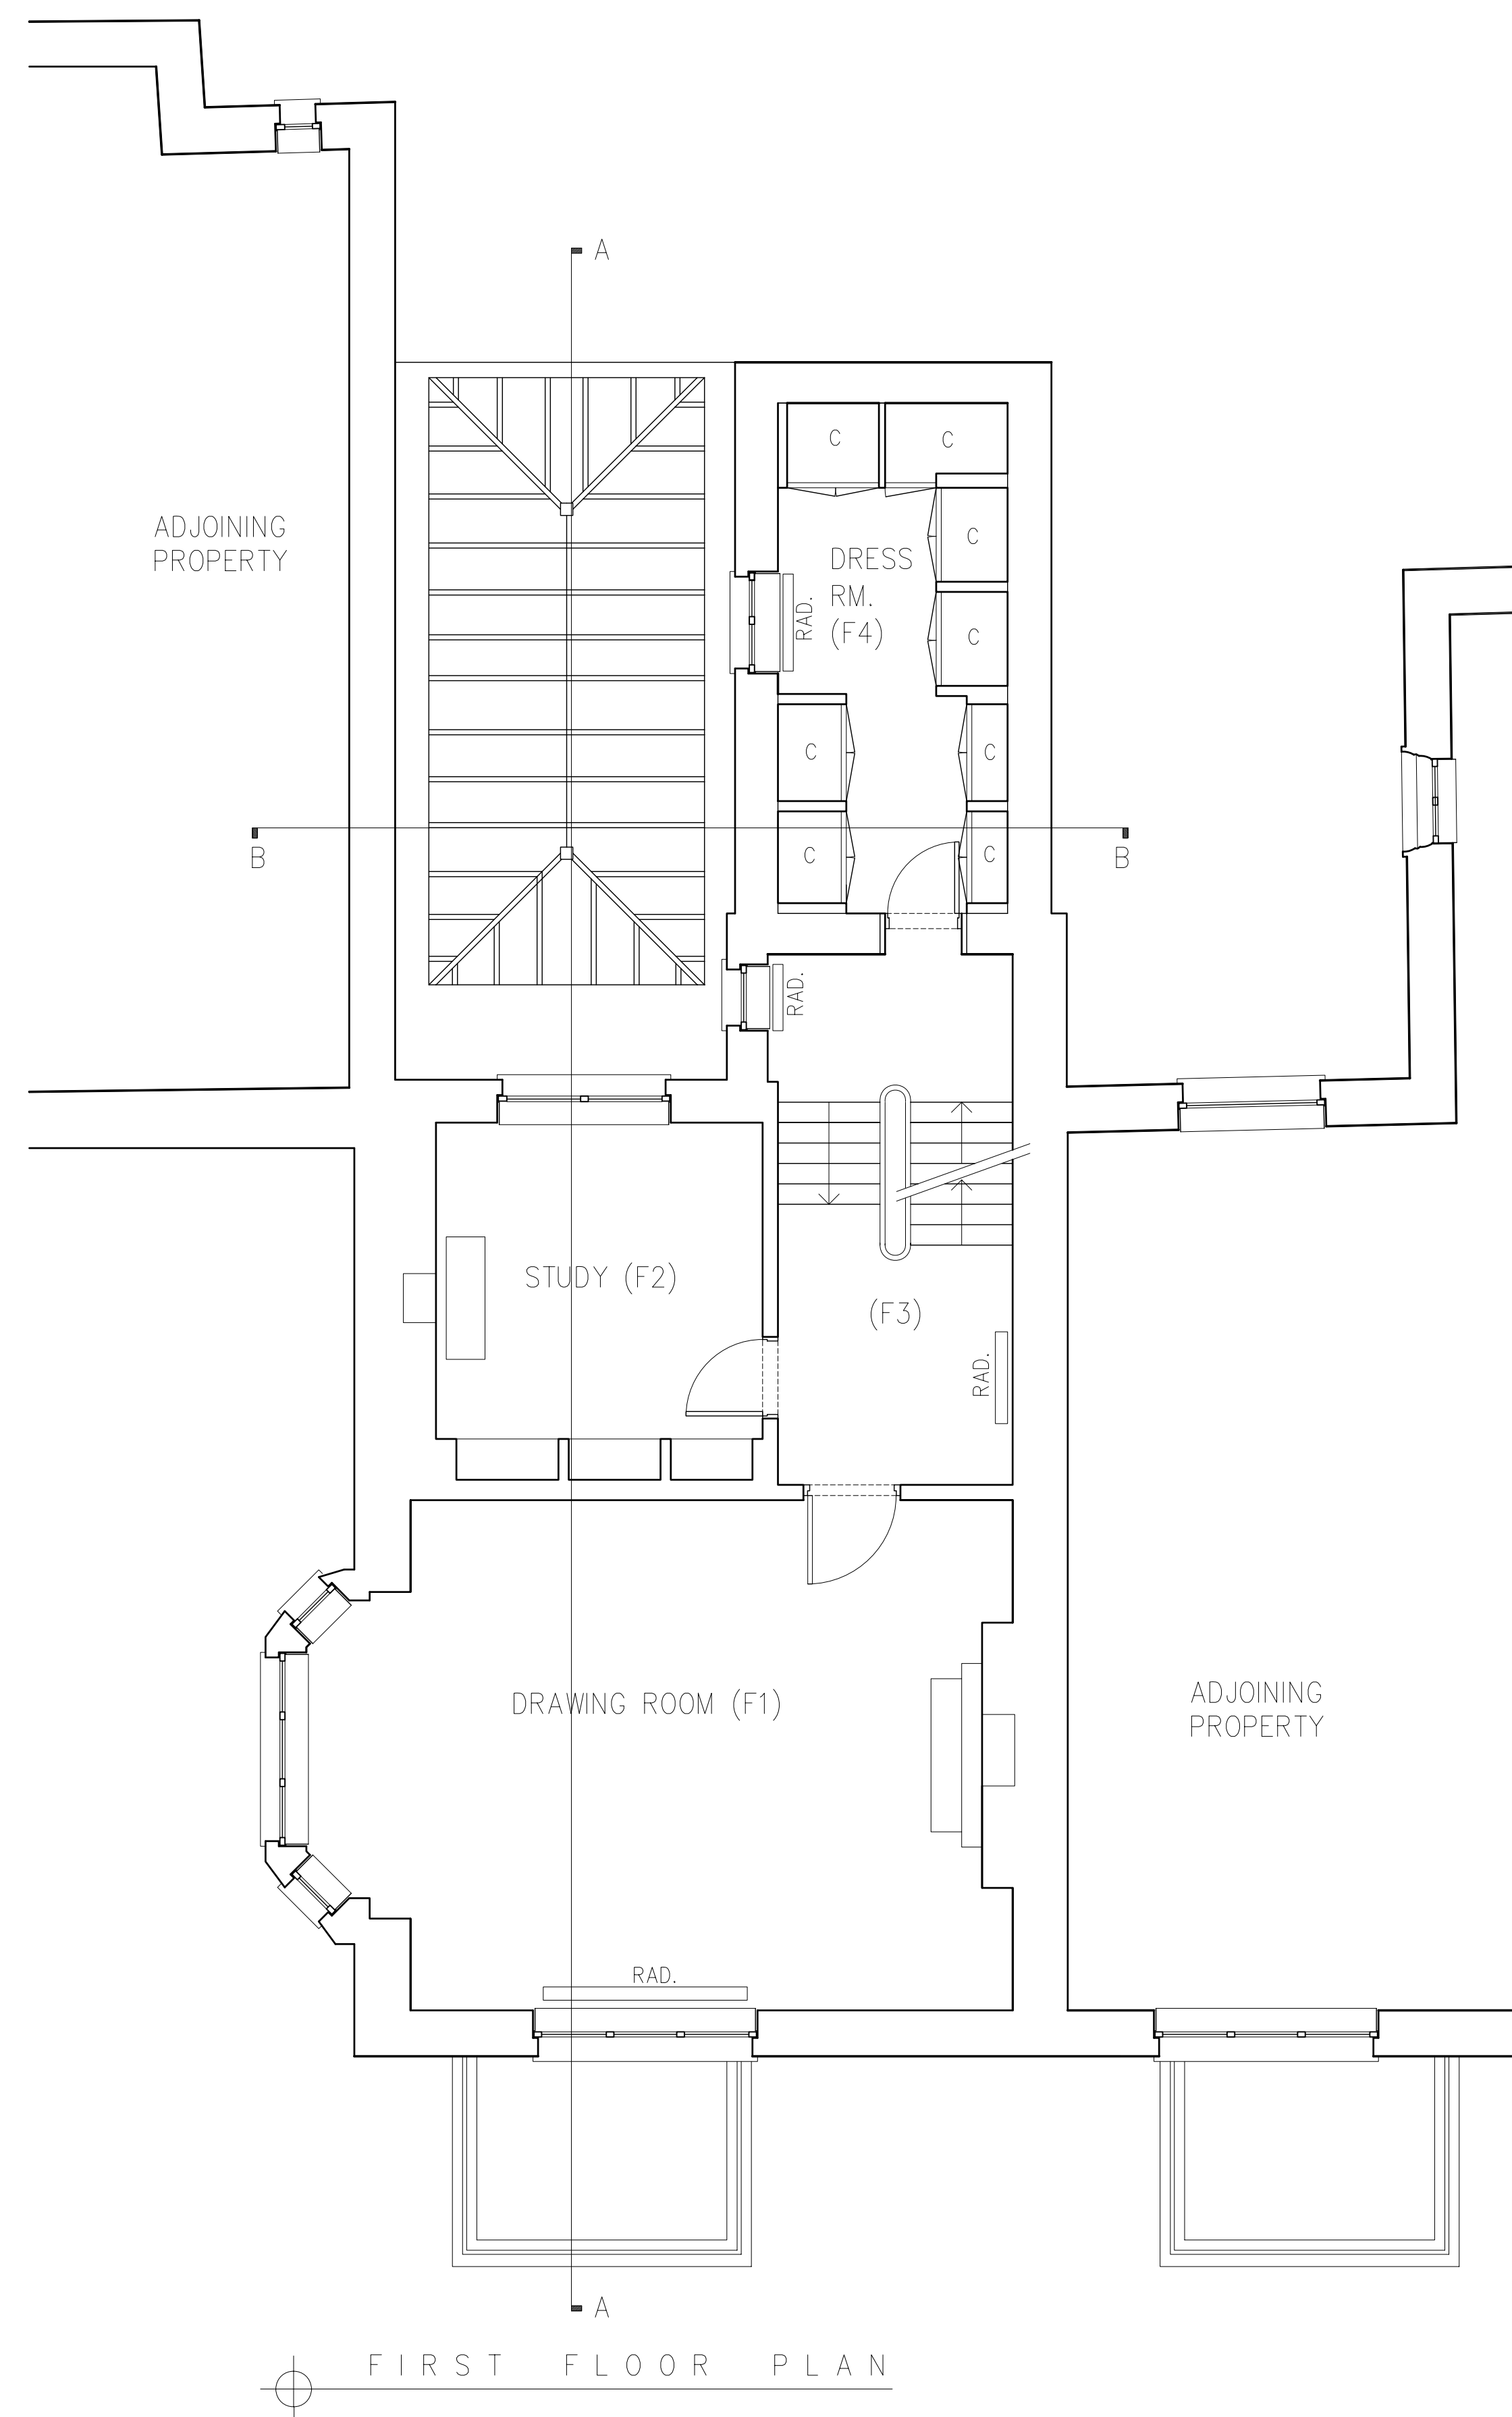 A
ADJOINING
PROPERTY
C
C
C
DRESS
RM.
(F4)
RAD.
C
C
C
B
B
C
C
RAD.
STUDY (F2)
(F3)
RAD.
DRAWING ROOM (F1)
ADJOINING
PROPERTY
RAD.
A
FIRST FLOOR PLAN